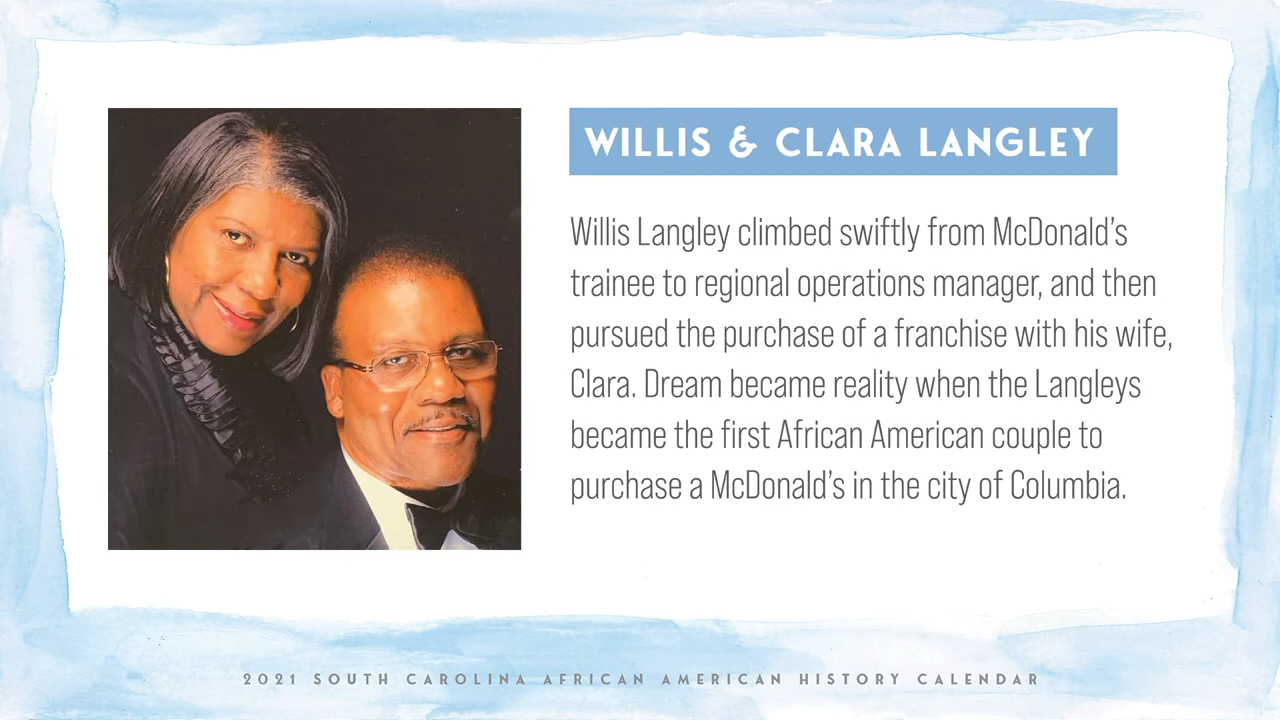 WILLIS & CLARA LANGLEY
Willis Langley climbed swiftly from McDonald's
trainee to regional operations manager, and then
pursued the purchase of a franchise with his wife,
Clara. Dream became reality when the Langleys
became the first African American couple to
purchase a McDonald's in the city of Columbia.
2021 SOUTH CAROLINA AFRICAN AMERICAN HISTORY CALENDAR